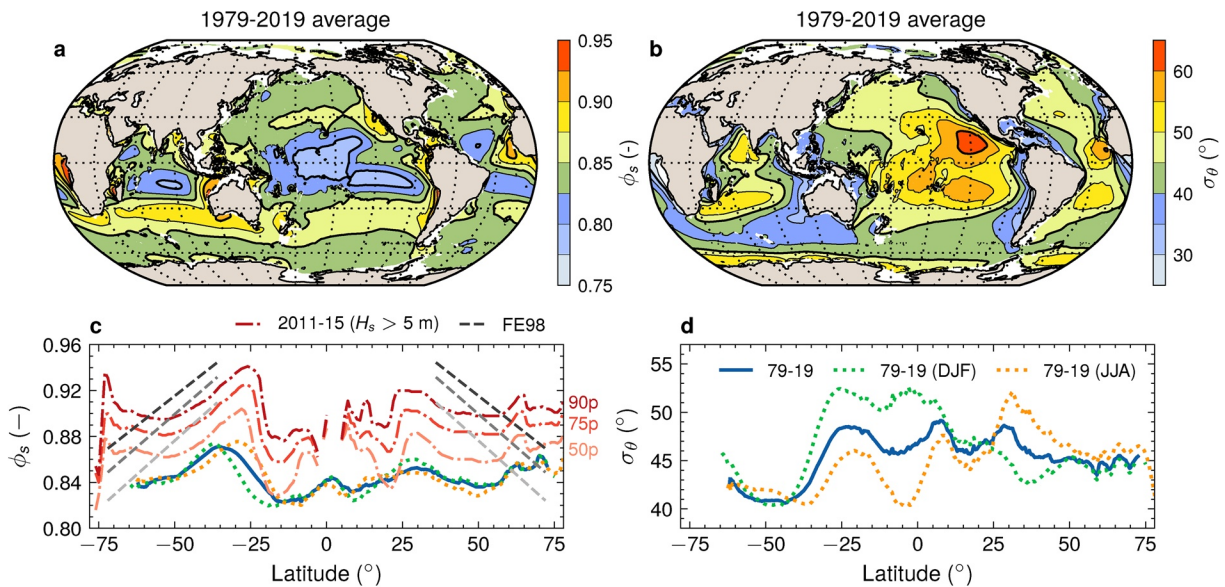 1979-2019 average
a
0.95
0.90
0.85
0.80
0.75
ϕs (-)
1979-2019 average
b
60
50
40
30
σθ (°)
c
2011-15 (Hs > 5 m)
FE98
0.96
0.92
0.88
0.84
0.80
ϕs (—)
90p
75p
50p
−75
−50
−25
0
25
50
75
Latitude (°)
d
79-19
79-19 (DJF)
79-19 (JJA)
55
50
45
40
σθ (°)
−75
−50
−25
0
25
50
75
Latitude (°)